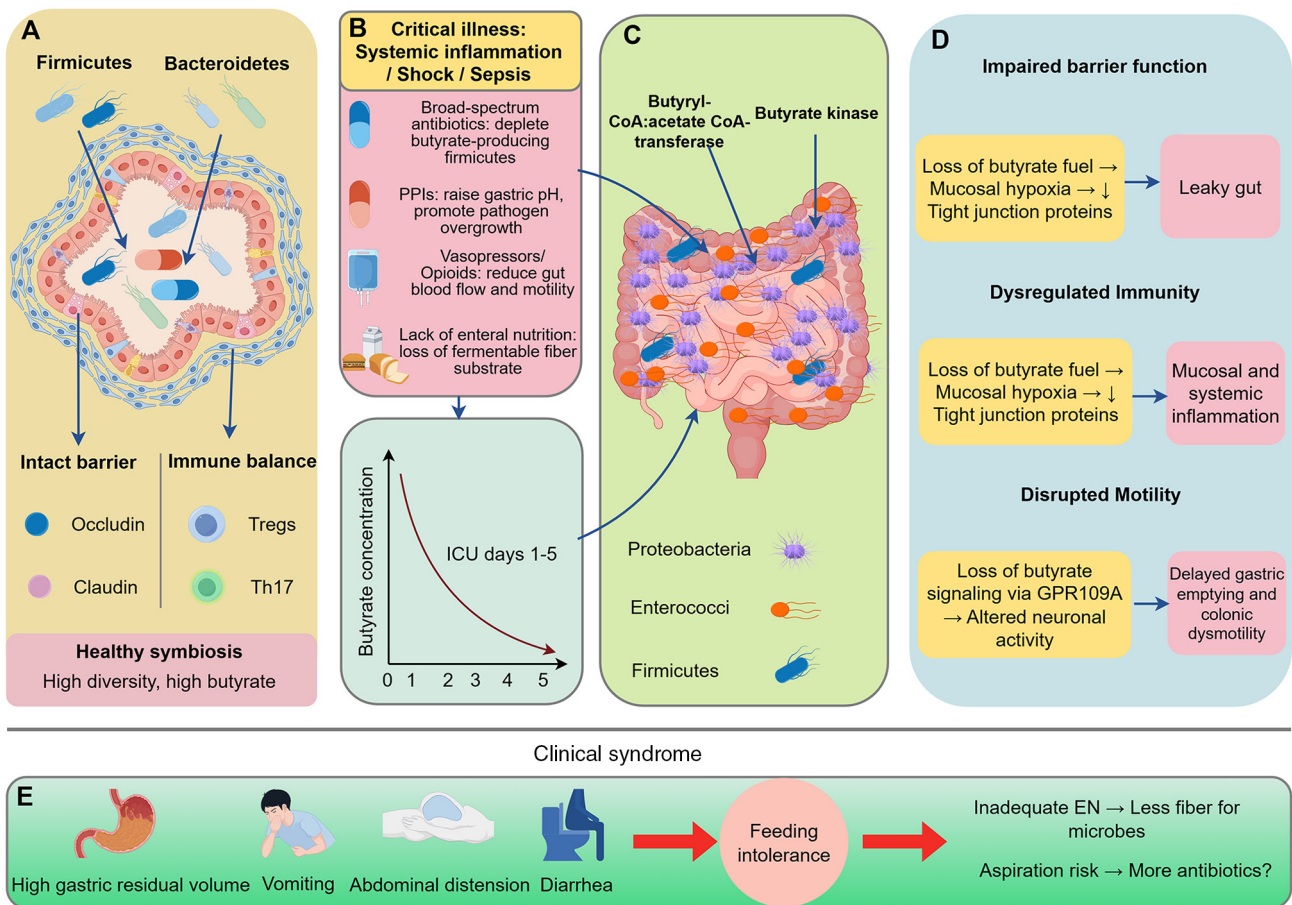 A
Firmicutes
Bacteroidetes
Intact barrier
Immune balance
Occludin
Tregs
Claudin
Th17
Healthy symbiosis
High diversity, high butyrate
B
Critical illness:
Systemic inflammation
/ Shock / Sepsis
Broad-spectrum
antibiotics: deplete
butyrate-producing
firmicutes
PPIs: raise gastric pH,
promote pathogen
overgrowth
Vasopressors/
Opioids: reduce gut
blood flow and motility
Lack of enteral nutrition:
loss of fermentable fiber
substrate
Butyrate concentration
ICU days 1-5
0 1 2 3 4 5
C
Butyryl-
CoA:acetate CoA-
transferase
Butyrate kinase
Proteobacteria
Enterococci
Firmicutes
D
Impaired barrier function
Loss of butyrate fuel →
Mucosal hypoxia → ↓
Tight junction proteins
Leaky gut
Dysregulated Immunity
Loss of butyrate fuel →
Mucosal hypoxia → ↓
Tight junction proteins
Mucosal and
systemic
inflammation
Disrupted Motility
Loss of butyrate
signaling via GPR109A
→ Altered neuronal
activity
Delayed gastric
emptying and
colonic
dysmotility
Clinical syndrome
E
High gastric residual volume
Vomiting
Abdominal distension
Diarrhea
Feeding
intolerance
Inadequate EN → Less fiber for
microbes
Aspiration risk → More antibiotics?